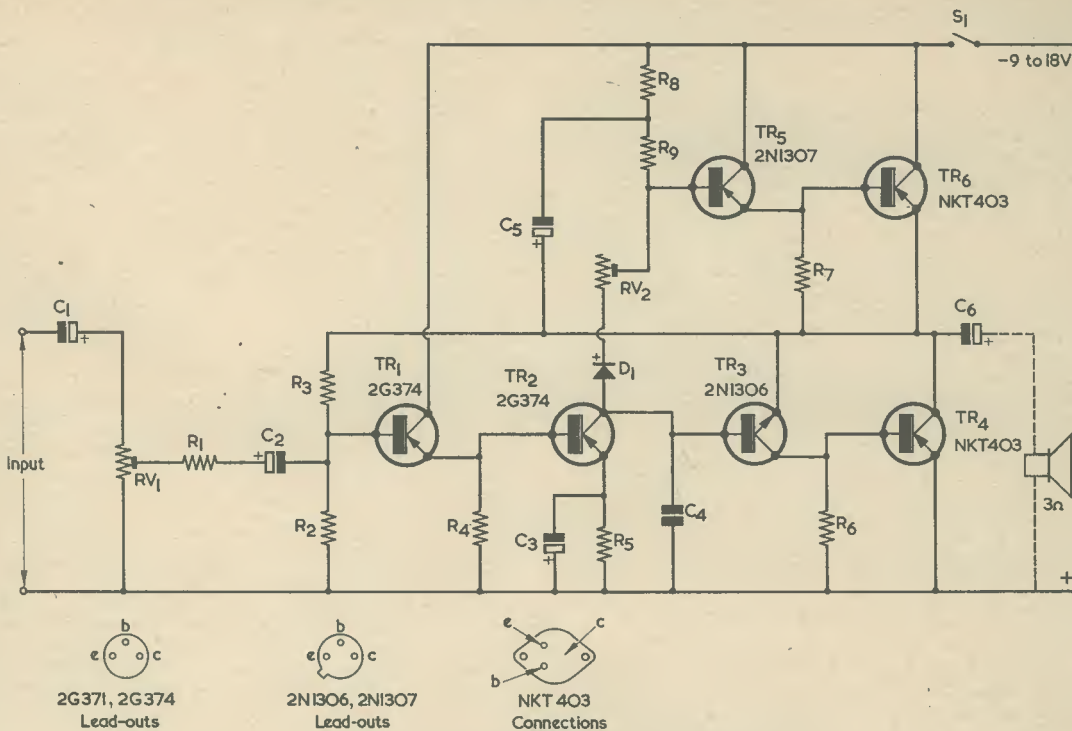 S1
-9 to 18V
R8
R9
TR5
2N1307
TR6
NKT403
C5
+
RV2
R7
C1
+
C6
+
R3
TR1
2G374
TR2
2G374
+
D1
TR3
2N1306
TR4
NKT403
Input
RV1
R1
C2
+
R2
R4
C3
+
R5
C4
R6
3Ω
+
b
e
c
2G371, 2G374
Lead-outs
b
e
c
2N1306, 2N1307
Lead-outs
e
c
b
NKT 403
Connections